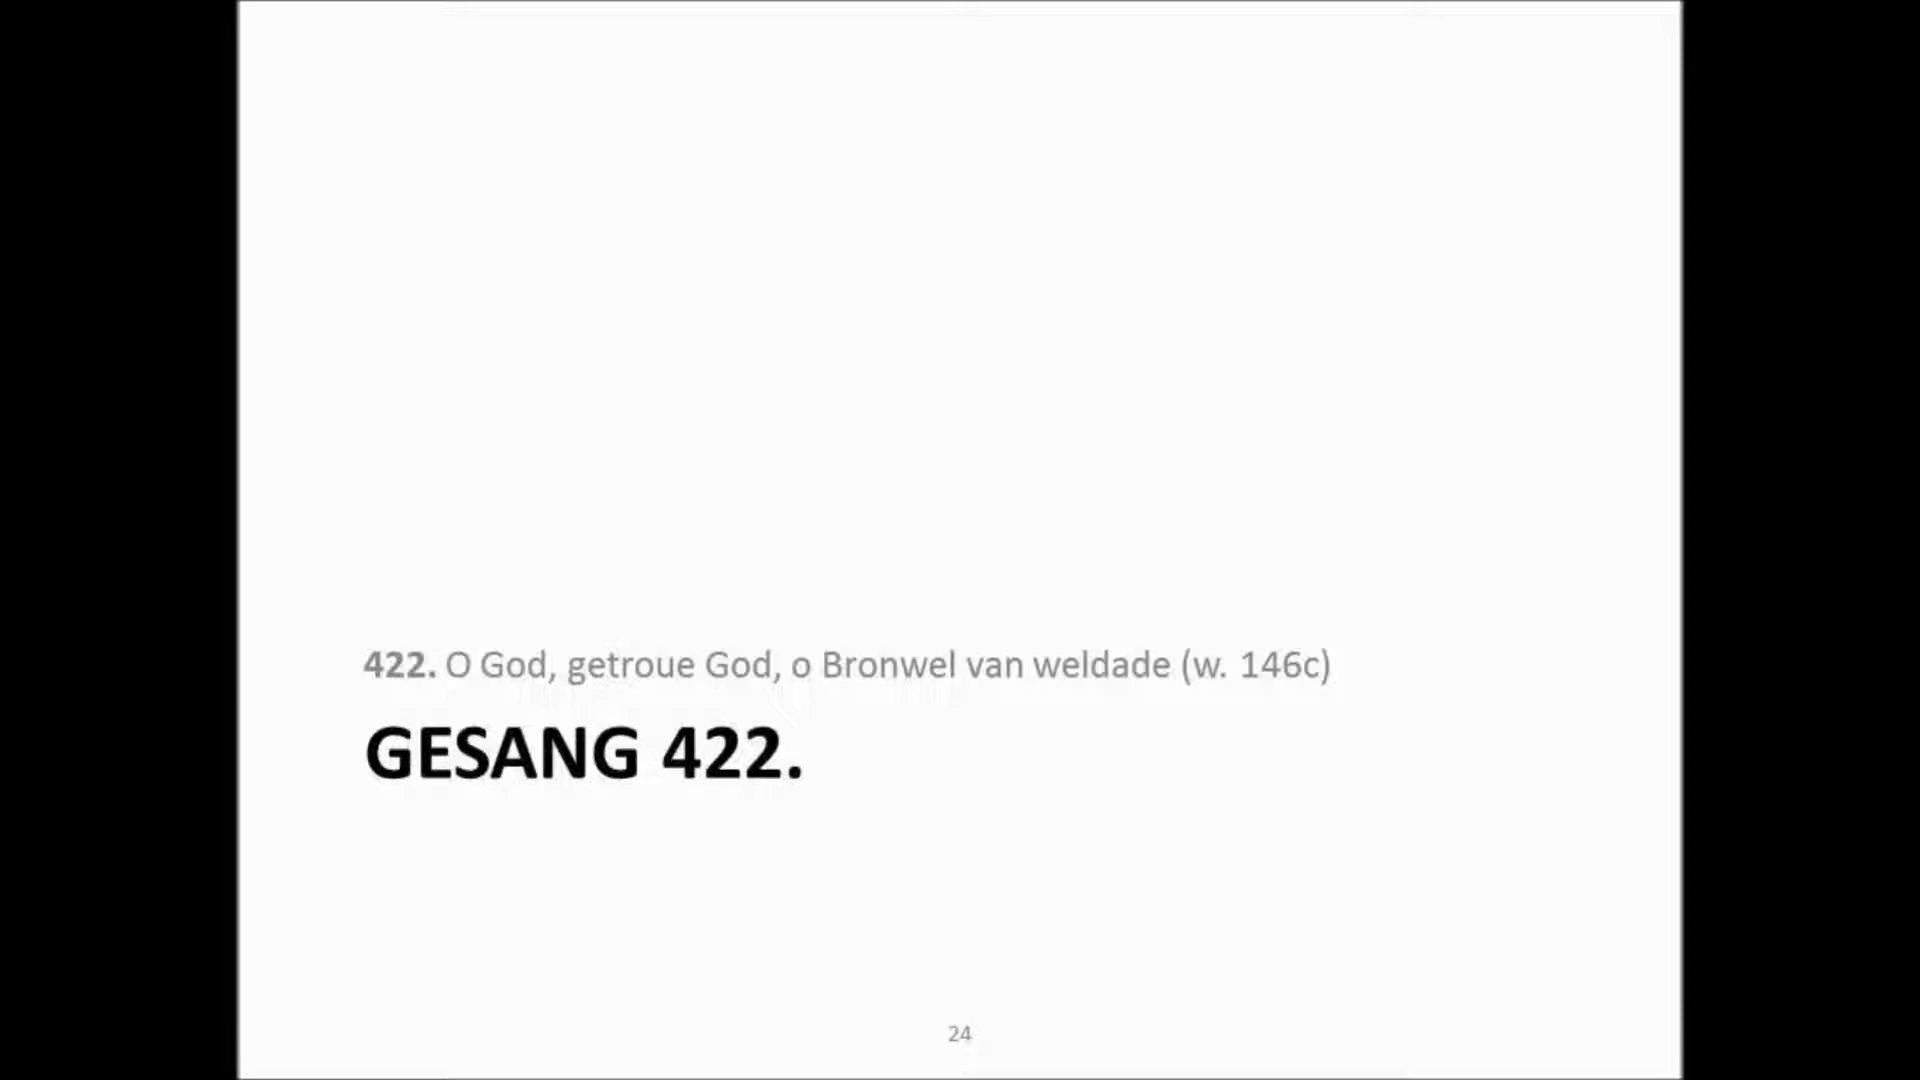 422. O God, getroue God, o Bronwel van weldade (w. 146c)
GESANG 422.
24